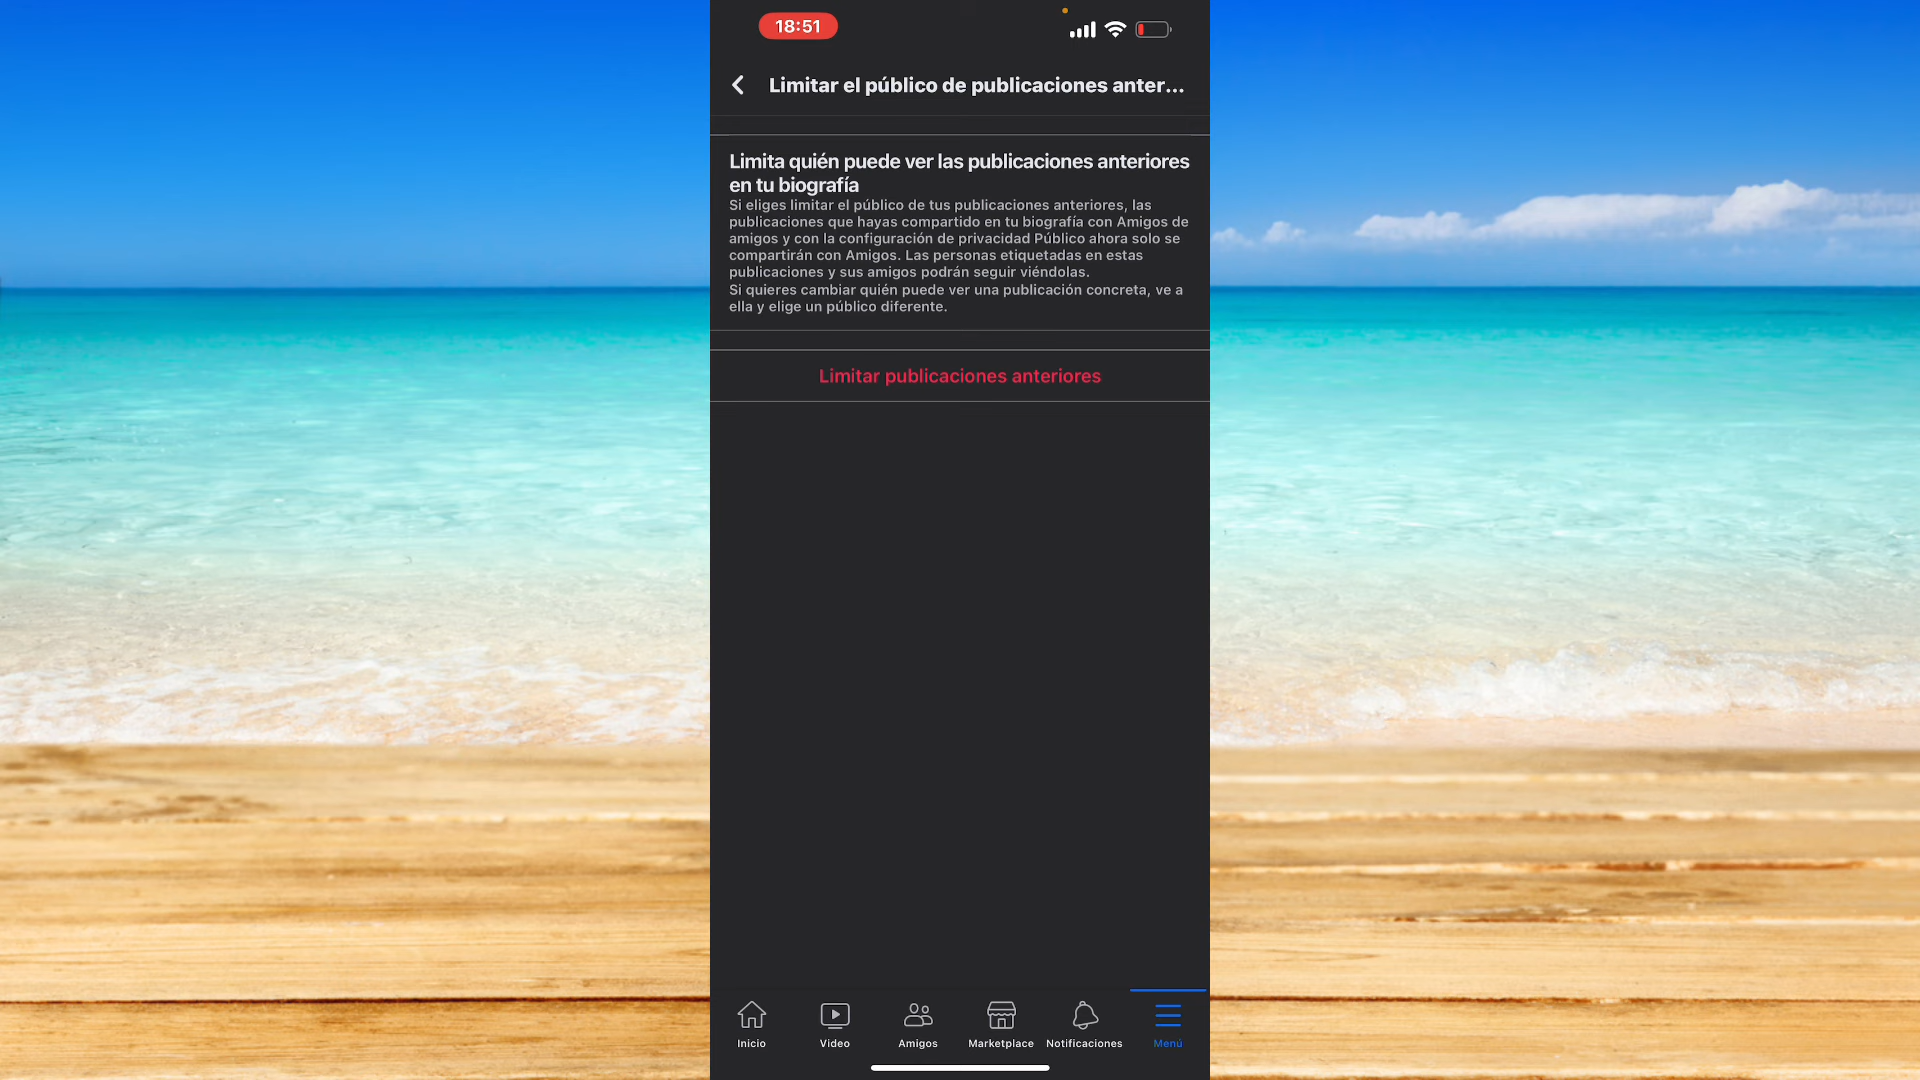 18:51
Limitar el público de publicaciones anter...
Limita quién puede ver las publicaciones anteriores
en tu biografía
Si eliges limitar el público de tus publicaciones anteriores, las
publicaciones que hayas compartido en tu biografía con Amigos de
amigos y con la configuración de privacidad Público ahora solo se
compartirán con Amigos. Las personas etiquetadas en estas
publicaciones y sus amigos podrán seguir viéndolas.
Si quieres cambiar quién puede ver una publicación concreta, ve a
ella y elige un público diferente.
Limitar publicaciones anteriores
Inicio
Video
Amigos
Marketplace
Notificaciones
Menú